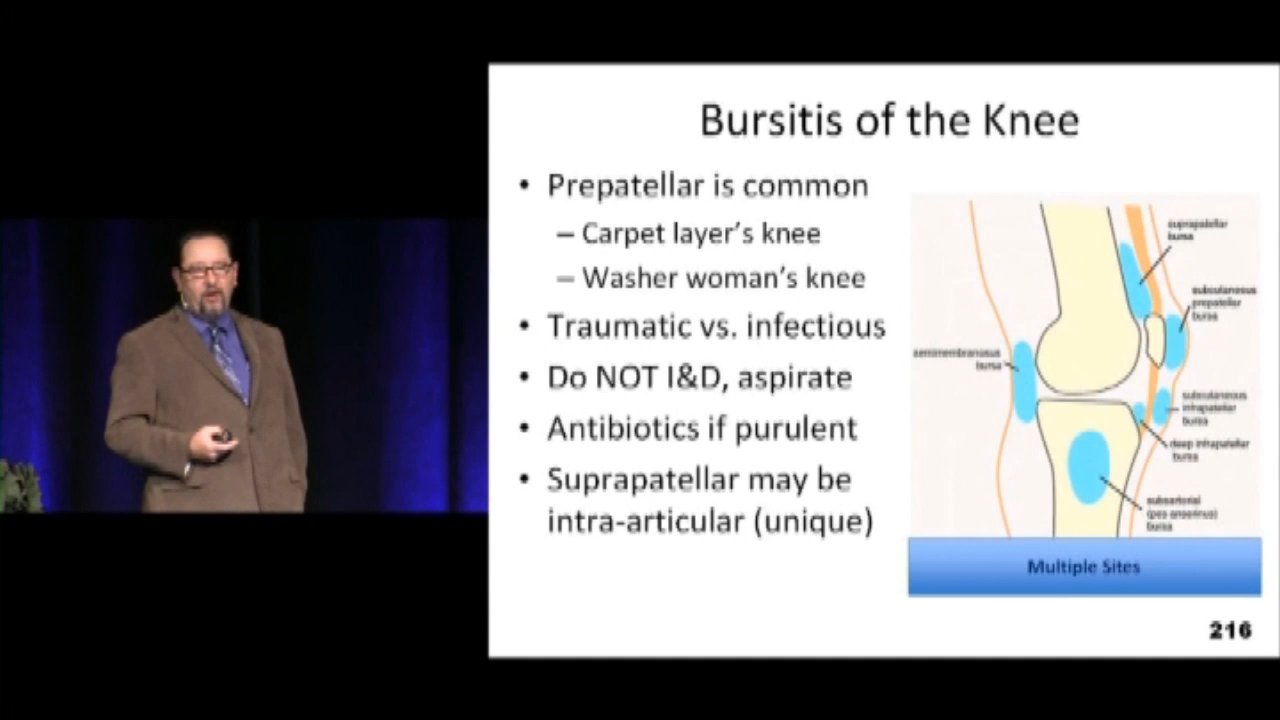 Bursitis of the Knee
• Prepatellar is common
– Carpet layer's knee
– Washer woman's knee
• Traumatic vs. infectious
• Do NOT I&D, aspirate
• Antibiotics if purulent
• Suprapatellar may be
intra-articular (unique)
suprapatellar
bursa
subcutaneous
prepatellar
bursa
semimembranosus
bursa
subcutaneous
infrapatellar
bursa
deep infrapatellar
bursa
subsartorial
(pes anserinus)
bursa
Multiple Sites
216